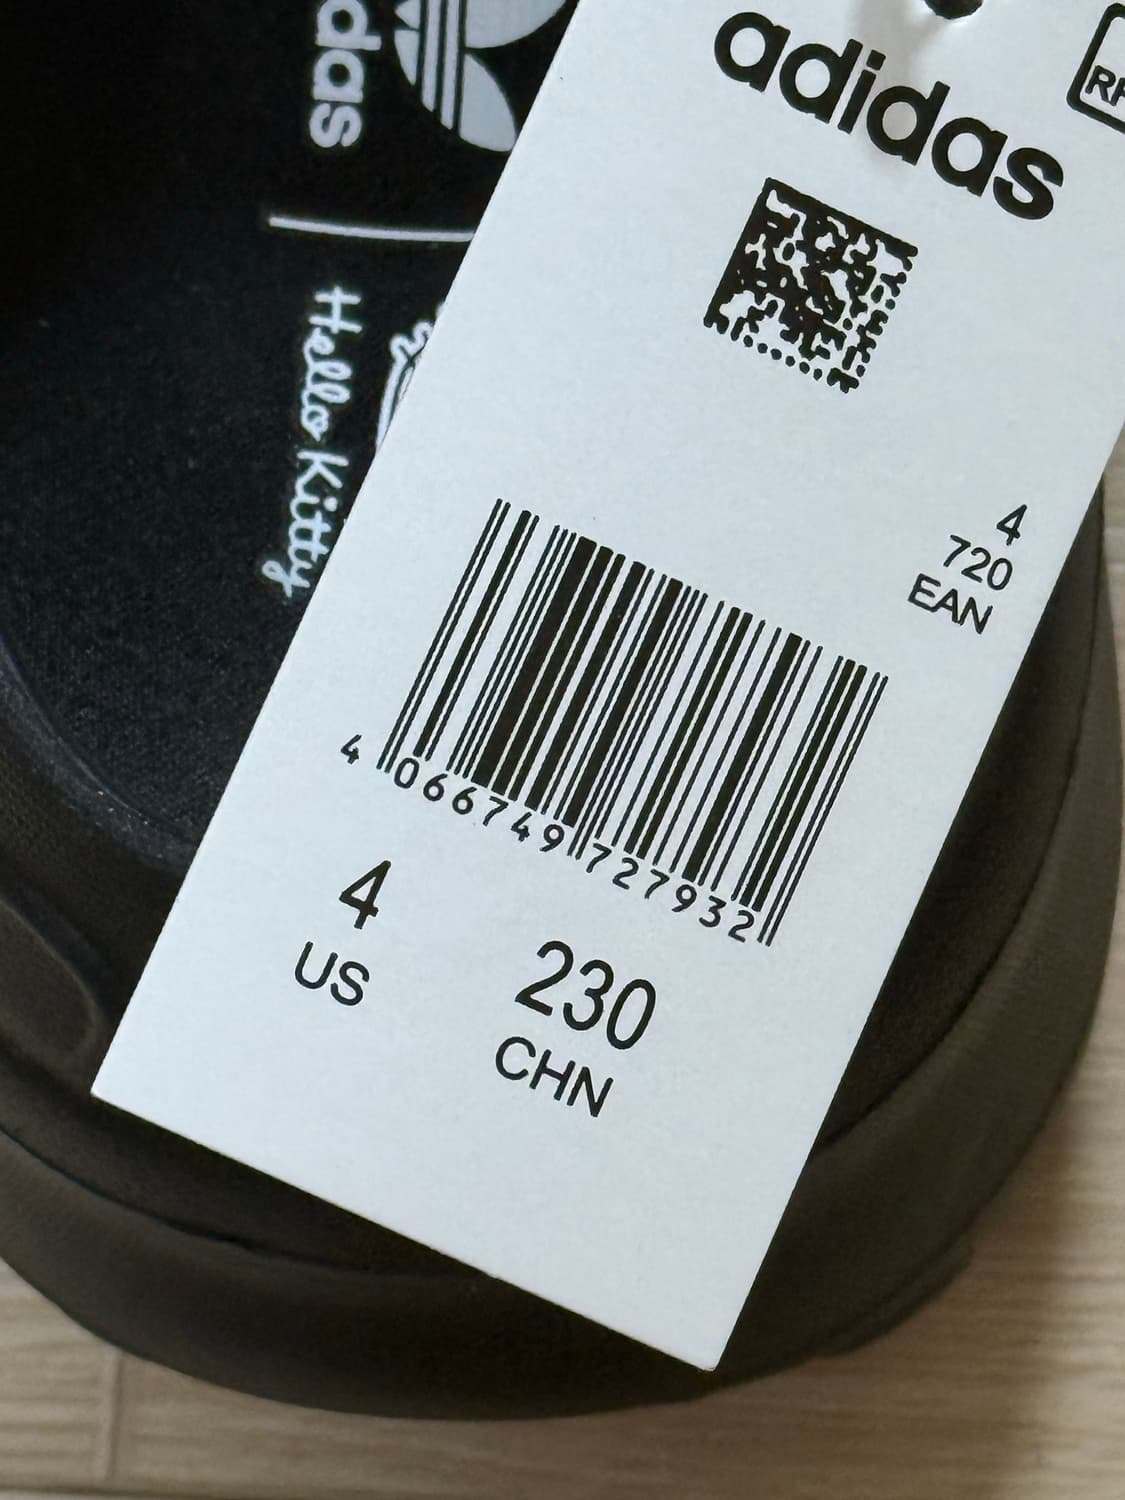 adidas
Hello Kitty
adidas
4
720
EAN
4 066749 727932
4
US
230
CHN